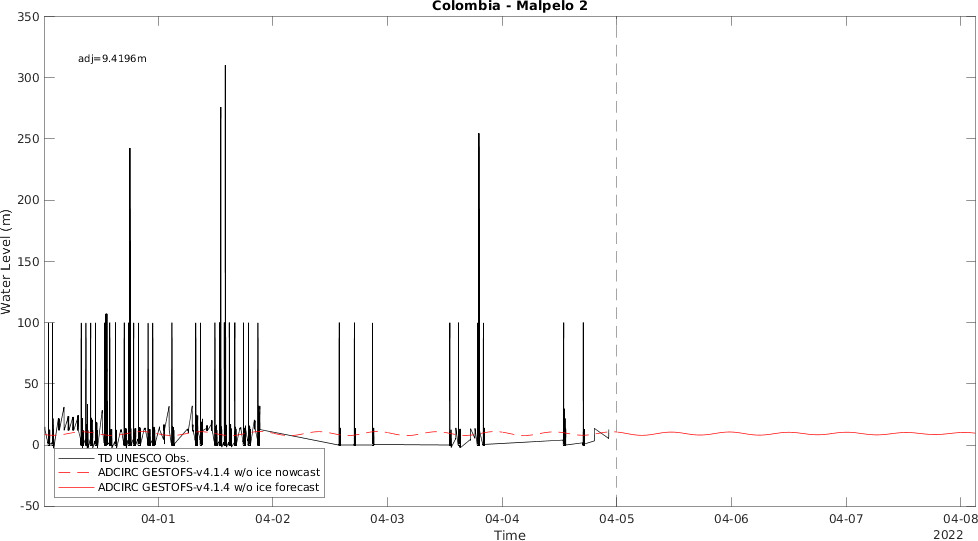 Colombia - Malpelo 2
350
adj=9.4196m
300
250
200
150
100
50
0
-50
Water Level (m)
TD UNESCO Obs.
ADCIRC GESTOFS-v4.1.4 w/o ice nowcast
ADCIRC GESTOFS-v4.1.4 w/o ice forecast
04-01 04-02 04-03 04-04 04-05 04-06 04-07 04-08
Time
2022